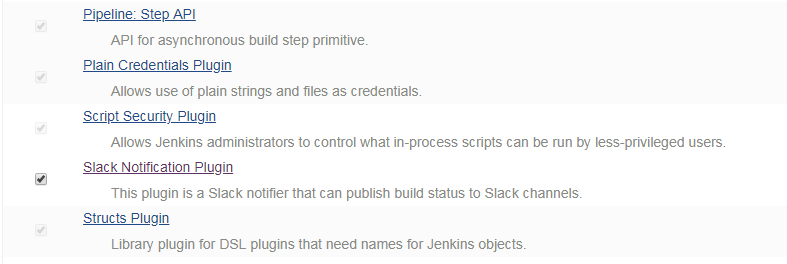 Pipeline: Step API
API for asynchronous build step primitive.
Plain Credentials Plugin
Allows use of plain strings and files as credentials.
Script Security Plugin
Allows Jenkins administrators to control what in-process scripts can be run by less-privileged users.
Slack Notification Plugin
This plugin is a Slack notifier that can publish build status to Slack channels.
Structs Plugin
Library plugin for DSL plugins that need names for Jenkins objects.